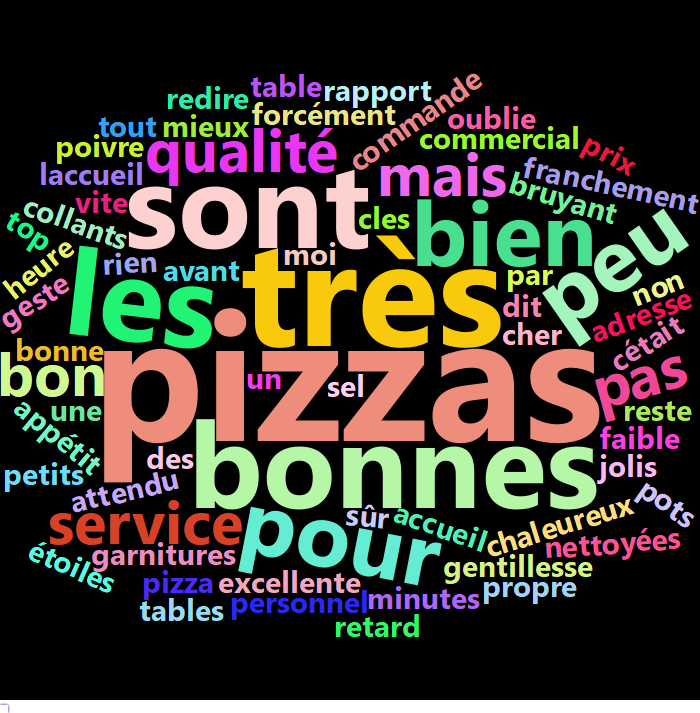 table
rapport
commande
redire
forcément
oublie
tout
mieux
commercial
prix
poivre
qualité
franchement
laccueil
mais
bruyant
vite
sont
cles
bien
peu
collants
top
rien
avant
moi
par
non
heure
les
très
dit
adresse
geste
cher
cétait
bonne
pizzas
bon
un
sel
pas
une
bonnes
reste
appétit
faible
petits
des
jolis
attendu
pots
service
pour
sûr
accueil
chaleureux
nettoyées
étoiles
garnitures
gentillesse
pizza
excellente
propre
tables
personnel
minutes
retard